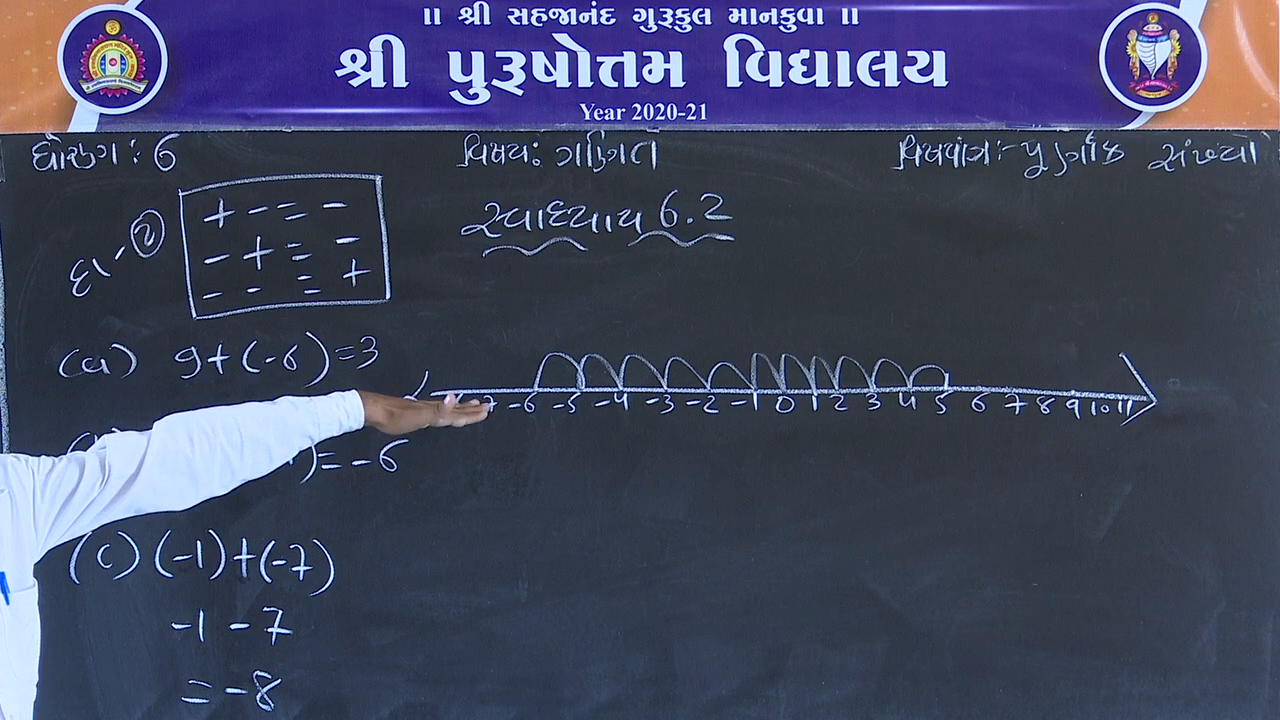 ॥ શ્રી સહજાનંદ ગુરૂકુલ માનકુવા ॥
શ્રી પુરૂષોત્તમ વિદ્યાલય
Year 2020-21
ધોરણ : 6
વિષય : ગણિત
વિષયાંગ :- પૂર્ણાંક સંખ્યા
સ્વાધ્યાય 6.2
દા - ②
+ - = -
- + = -
- - = +
(a) 9+(-6)=3
-7 -6 -5 -4 -3 -2 -1 0 1 2 3 4 5 6 7 8 9 10 11
)= -6
(c) (-1)+(-7)
-1 -7
= -8